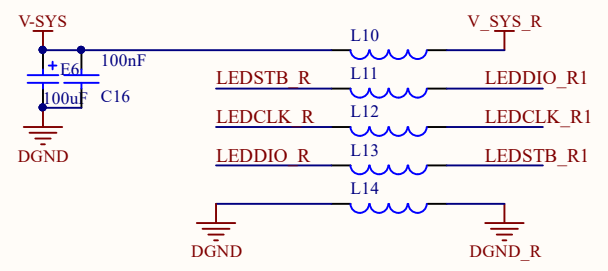 V-SYS L10 V_SYS_R
E6 100nF
LEDSTB_R L11 LEDDIO_R1
100uF C16
LEDCLK_R L12 LEDCLK_R1
DGND
LEDDIO_R L13 LEDSTB_R1
L14
DGND DGND_R